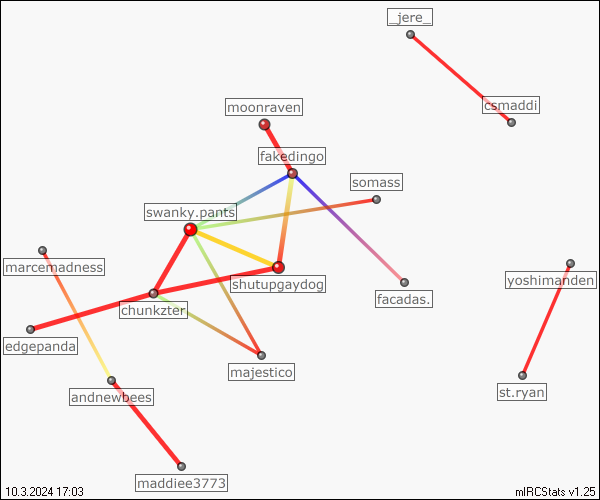 _jere_
csmaddi
moonraven
fakedingo
somass
swanky.pants
marcemadness
shutupgaydog
yoshimanden
facadas.
chunkzter
edgepanda
majestico
andnewbees
st.ryan
maddiee3773
10.3.2024 17:03
mIRCStats v1.25